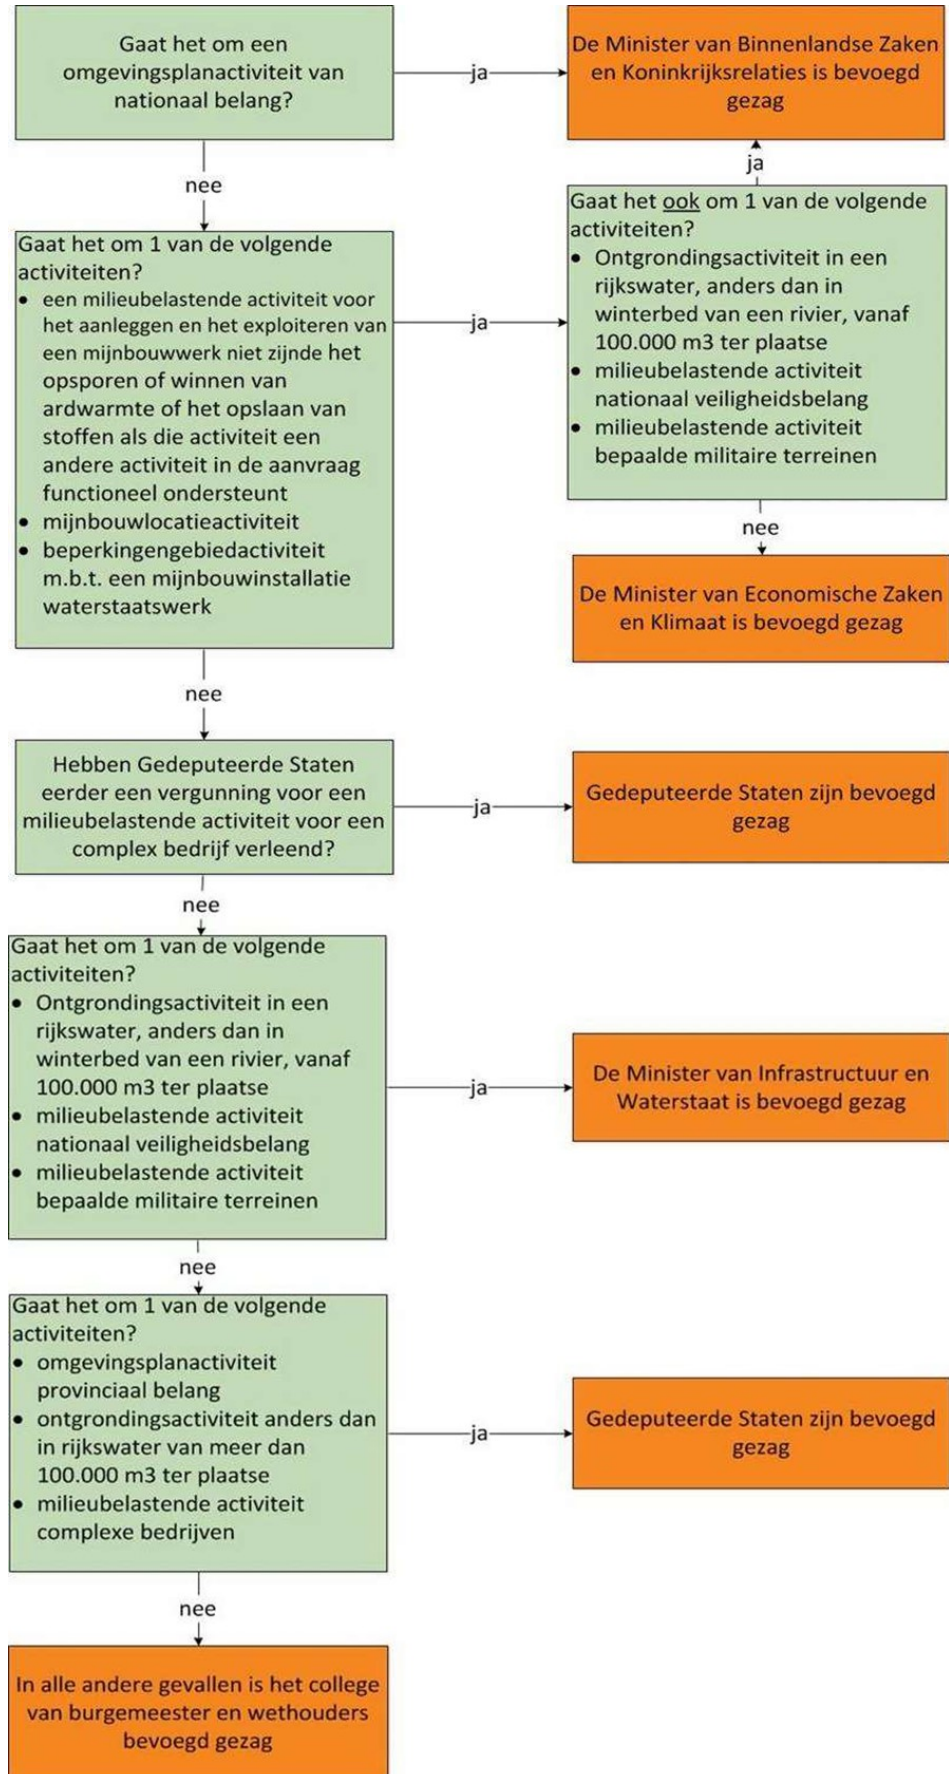 Gaat het om een
omgevingsplanactiviteit van
nationaal belang?
ja
De Minister van Binnenlandse Zaken
en Koninkrijksrelaties is bevoegd
gezag
nee
ja
Gaat het ook om 1 van de volgende
activiteiten?
• Ontgrondingsactiviteit in een
rijkswater, anders dan in
winterbed van een rivier, vanaf
100.000 m3 ter plaatse
• milieubelastende activiteit
nationaal veiligheidsbelang
• milieubelastende activiteit
bepaalde militaire terreinen
Gaat het om 1 van de volgende
activiteiten?
• een milieubelastende activiteit voor
het aanleggen en het exploiteren van
een mijnbouwwerk niet zijnde het
opsporen of winnen van
ardwarmte of het opslaan van
stoffen als die activiteit een
andere activiteit in de aanvraag
functioneel ondersteunt
• mijnbouwlocatieactiviteit
• beperkingengebiedactiviteit
m.b.t. een mijnbouwinstallatie
waterstaatswerk
ja
nee
De Minister van Economische Zaken
en Klimaat is bevoegd gezag
nee
Hebben Gedeputeerde Staten
eerder een vergunning voor een
milieubelastende activiteit voor een
complex bedrijf verleend?
ja
Gedeputeerde Staten zijn bevoegd
gezag
nee
Gaat het om 1 van de volgende
activiteiten?
• Ontgrondingsactiviteit in een
rijkswater, anders dan in
winterbed van een rivier, vanaf
100.000 m3 ter plaatse
• milieubelastende activiteit
nationaal veiligheidsbelang
• milieubelastende activiteit
bepaalde militaire terreinen
ja
De Minister van Infrastructuur en
Waterstaat is bevoegd gezag
nee
Gaat het om 1 van de volgende
activiteiten?
• omgevingsplanactiviteit
provinciaal belang
• ontgrondingsactiviteit anders dan
in rijkswater van meer dan
100.000 m3 ter plaatse
• milieubelastende activiteit
complexe bedrijven
ja
Gedeputeerde Staten zijn bevoegd
gezag
nee
In alle andere gevallen is het college
van burgemeester en wethouders
bevoegd gezag